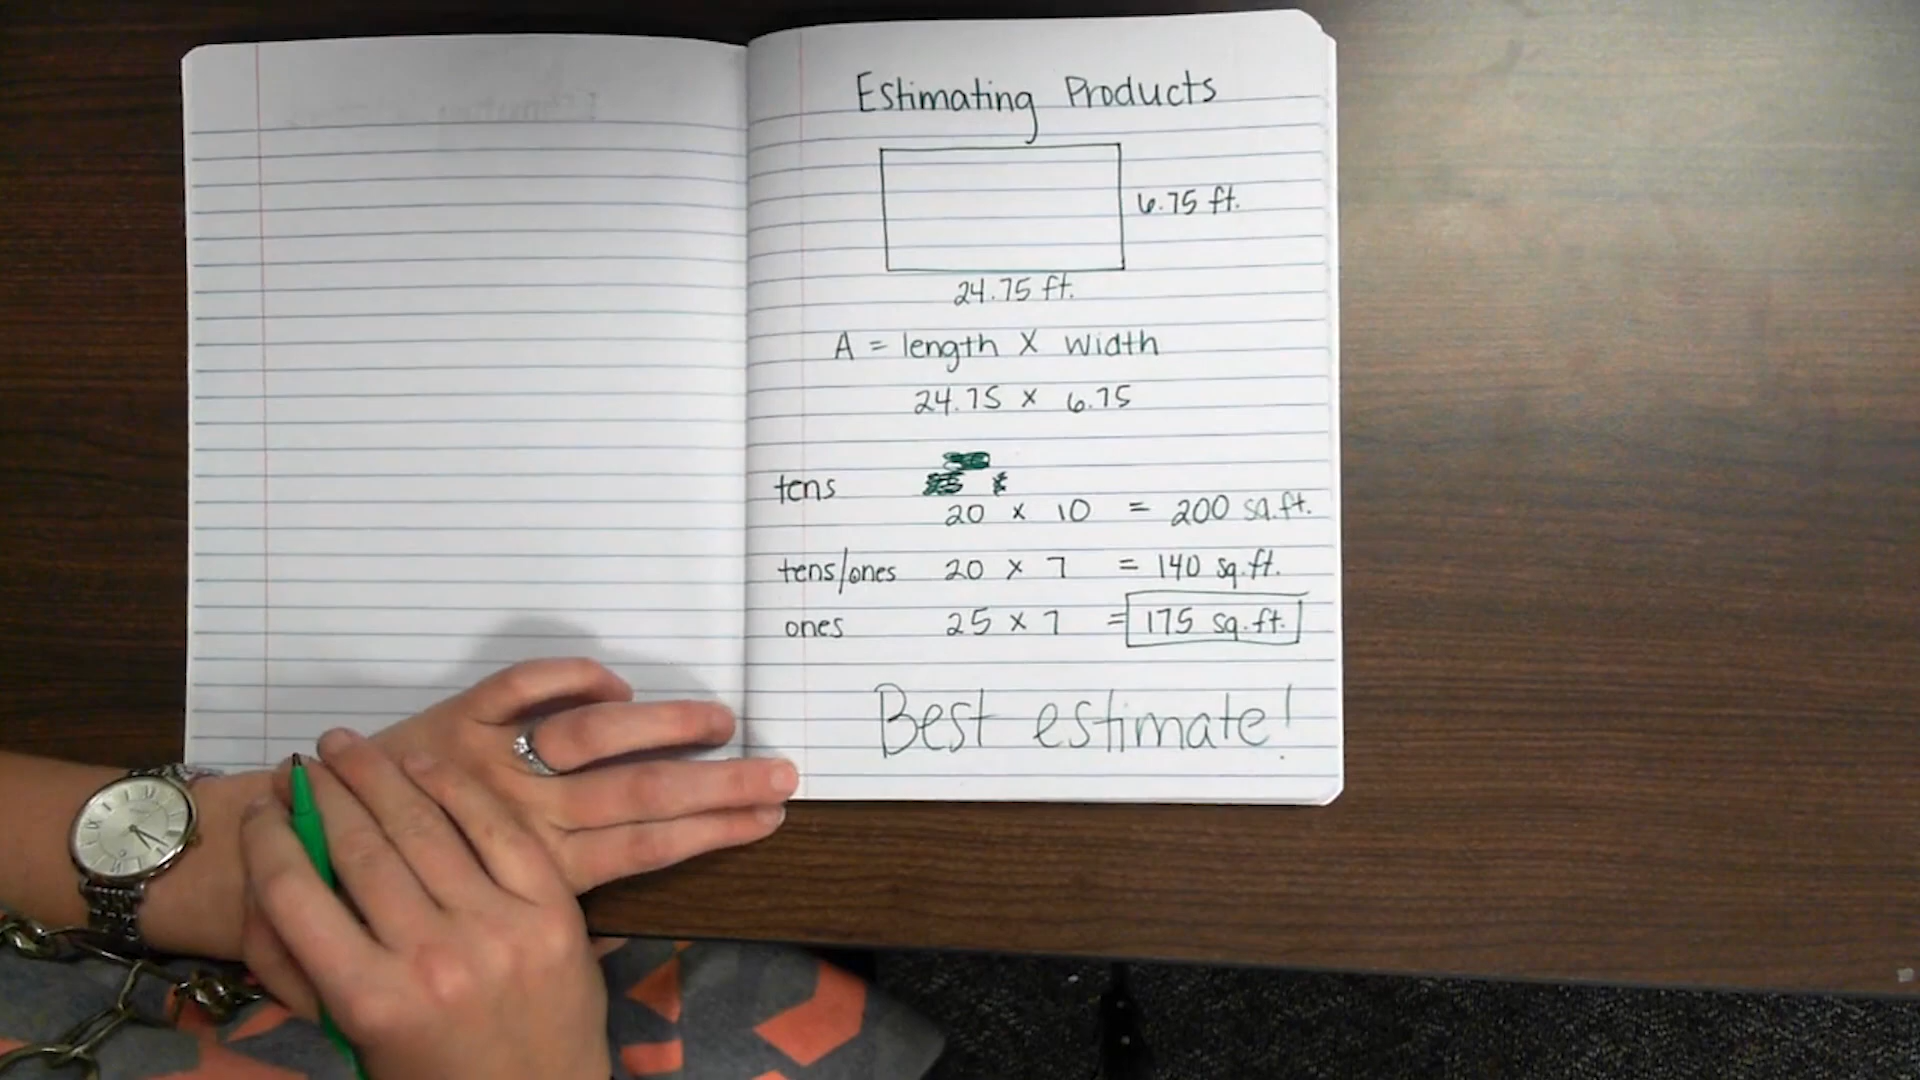 Estimating Products
6.75 ft.
24.75 ft.
A = length X width
24.75 x 6.75
tens
20 x 10 = 200 sq.ft.
tens/ones 20 x 7 = 140 sq.ft.
ones 25 x 7 = 175 sq.ft.
Best estimate!